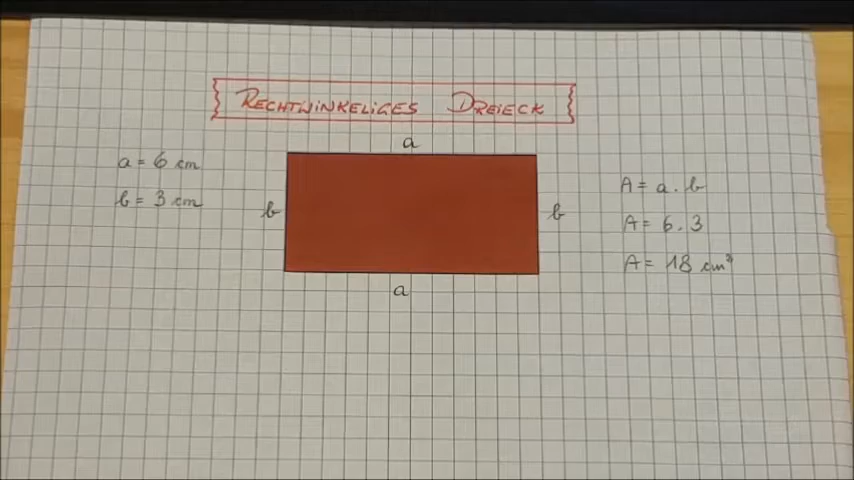 RECHTWINKELIGES DREIECK
a
a = 6 cm
b = 3 cm
b
b
a
A = a . b
A = 6 . 3
A = 18 cm²